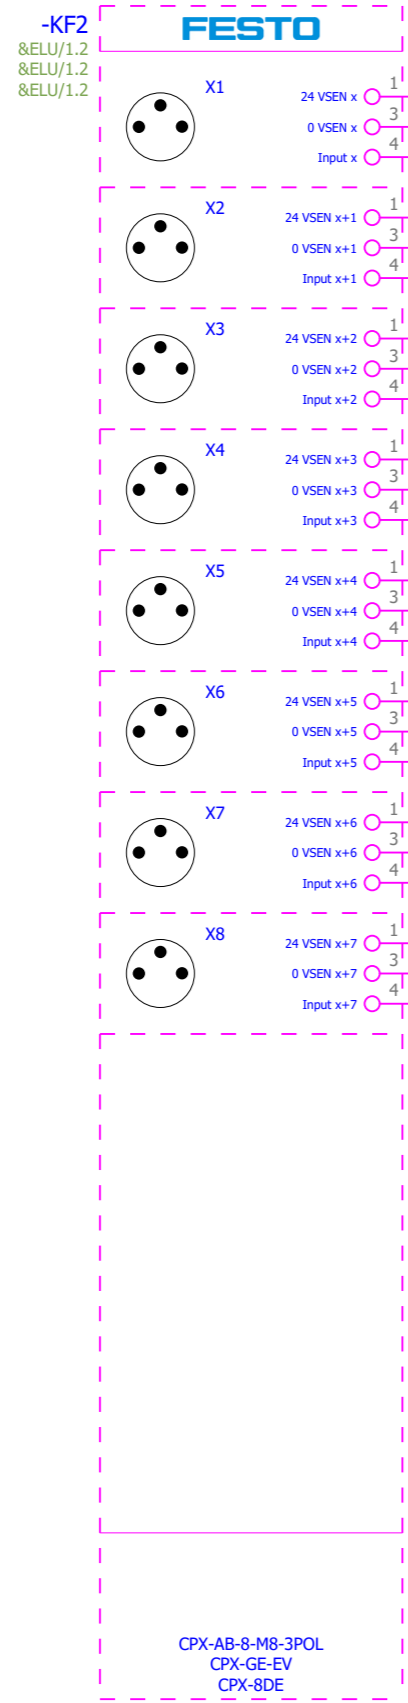 -KF2
FESTO
&ELU/1.2
&ELU/1.2
&ELU/1.2
X1
24 VSEN x 1
0 VSEN x 3
Input x 4
X2
24 VSEN x+1 1
0 VSEN x+1 3
Input x+1 4
X3
24 VSEN x+2 1
0 VSEN x+2 3
Input x+2 4
X4
24 VSEN x+3 1
0 VSEN x+3 3
Input x+3 4
X5
24 VSEN x+4 1
0 VSEN x+4 3
Input x+4 4
X6
24 VSEN x+5 1
0 VSEN x+5 3
Input x+5 4
X7
24 VSEN x+6 1
0 VSEN x+6 3
Input x+6 4
X8
24 VSEN x+7 1
0 VSEN x+7 3
Input x+7 4
CPX-AB-8-M8-3POL
CPX-GE-EV
CPX-8DE